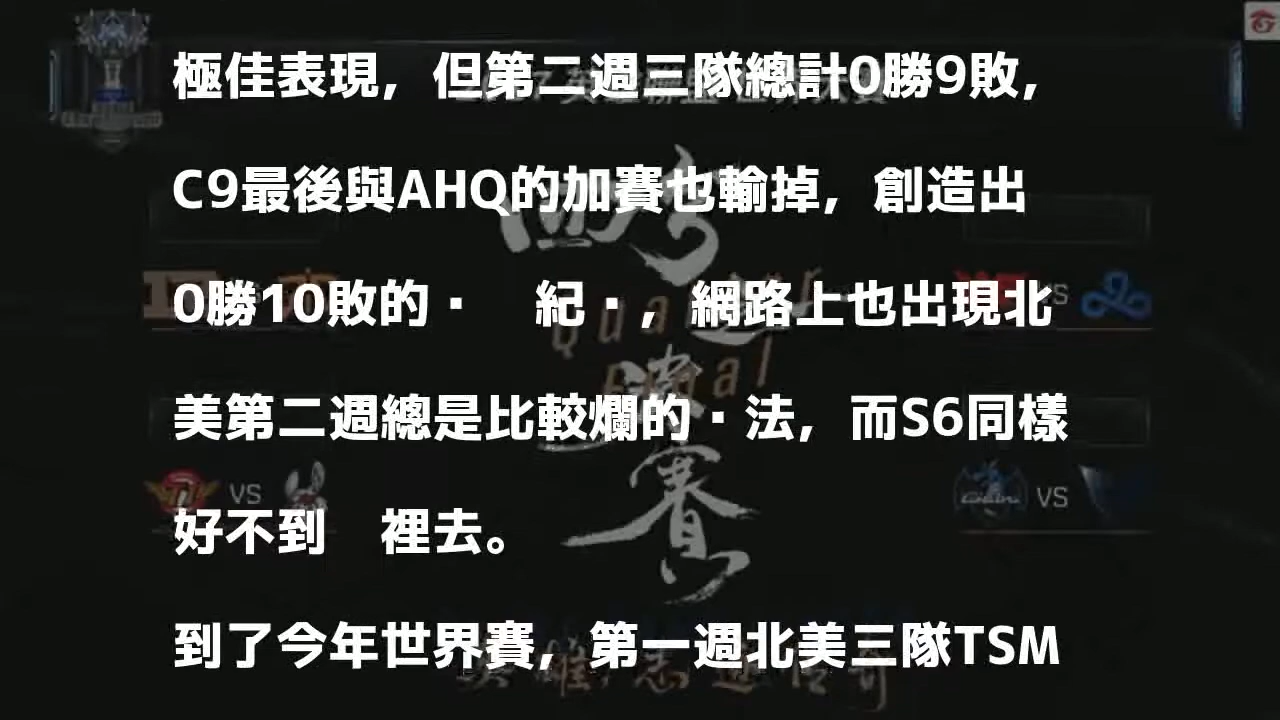 極佳表現，但第二週三隊總計0勝9敗，
C9最後與AHQ的加賽也輸掉，創造出
0勝10敗的▪　紀▪，網路上也出現北
美第二週總是比較爛的▪法，而S6同樣
VS
VS
VS
好不到　裡去。
到了今年世界賽，第一週北美三隊TSM